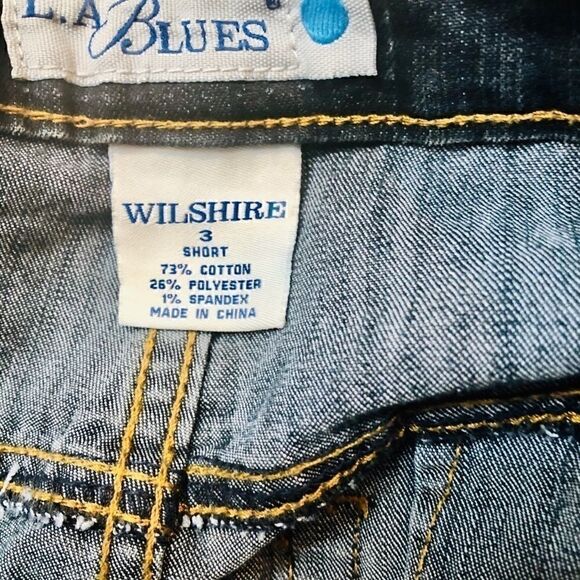 L.A. BLUES
WILSHIRE
3
SHORT
73% COTTON
26% POLYESTER
1% SPANDEX
MADE IN CHINA